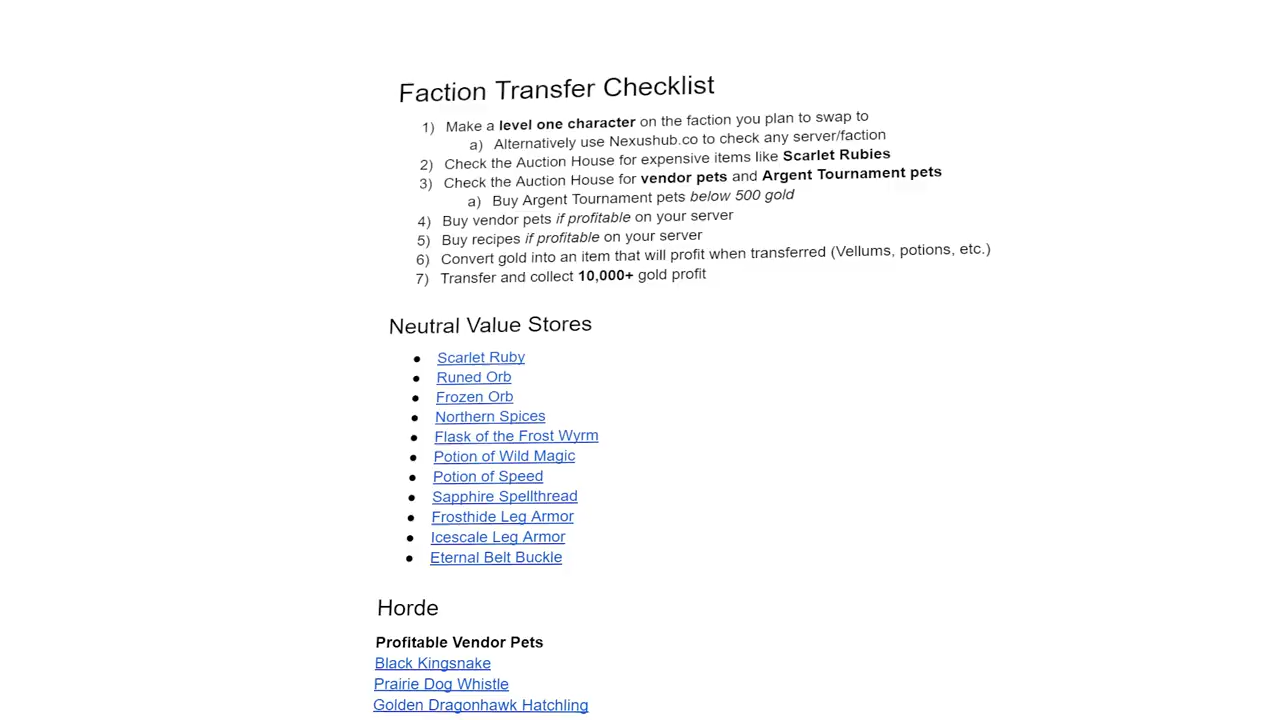 Faction Transfer Checklist
1) Make a level one character on the faction you plan to swap to
a) Alternatively use Nexushub.co to check any server/faction
2) Check the Auction House for expensive items like Scarlet Rubies
3) Check the Auction House for vendor pets and Argent Tournament pets
a) Buy Argent Tournament pets below 500 gold
4) Buy vendor pets if profitable on your server
5) Buy recipes if profitable on your server
6) Convert gold into an item that will profit when transferred (Vellums, potions, etc.)
7) Transfer and collect 10,000+ gold profit
Neutral Value Stores
● Scarlet Ruby
● Runed Orb
● Frozen Orb
● Northern Spices
● Flask of the Frost Wyrm
● Potion of Wild Magic
● Potion of Speed
● Sapphire Spellthread
● Frosthide Leg Armor
● Icescale Leg Armor
● Eternal Belt Buckle
Horde
Profitable Vendor Pets
Black Kingsnake
Prairie Dog Whistle
Golden Dragonhawk Hatchling